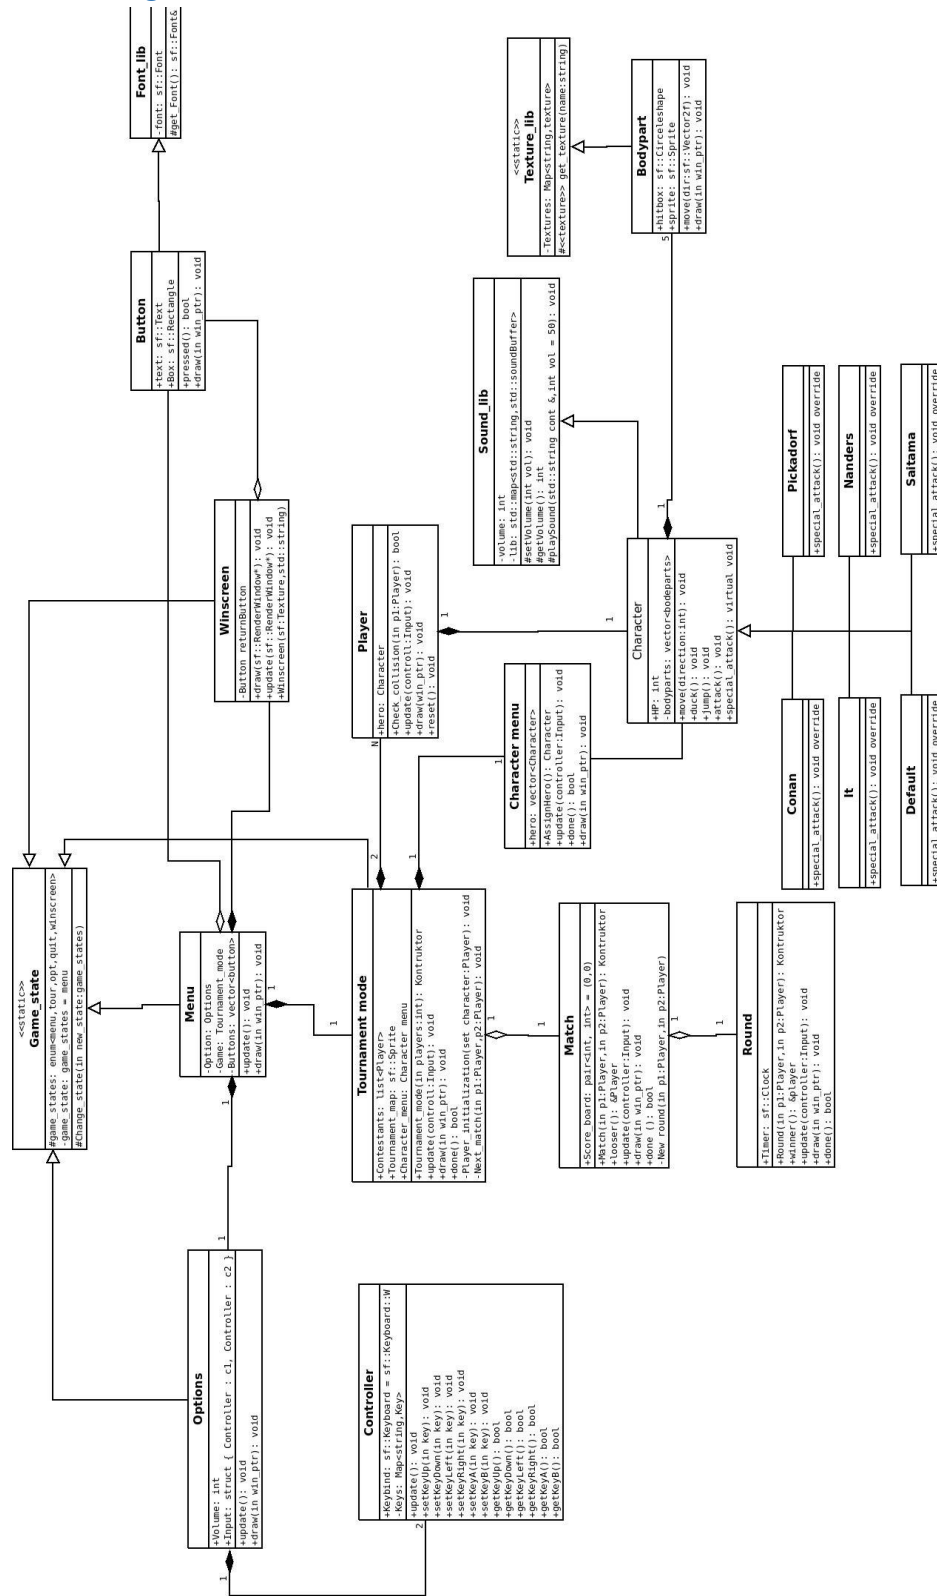 <<static>>
Game_state
#game_states: enum<menu,tour,opt,quit,winscreen>
-game_state: game_states = menu
#Change_state(in new_state:game_states)
Options
+Volume: int
+Input: struct { Controller : c1, Controller : c2 }
+update(): void
+draw(in win_ptr): void
1
1
1
Menu
-Option: Options
-Game: Tournament mode
-Buttons: vector<button>
+update(): void
+draw(in win_ptr): void
1
1
Winscreen
-Button returnButton
+draw(sf::RenderWindow*): void
+update(sf::RenderWindow*): void
+Winscreen(sf:Texture,std::string)
Button
+text: sf::Text
+Box: sf::Rectangle
+pressed(): bool
+draw(in win_ptr): void
Font_lib
-font: sf::Font
#get_Font(): sf::Font&
Controller
+Keybind: sf::Keyboard = sf::Keyboard::W
-Keys: Map<string,Key>
+update(): void
+setKeyUp(in key): void
+setKeyDown(in key): void
+setKeyLeft(in key): void
+setKeyRight(in key): void
+setKeyA(in key): void
+setKeyB(in key): void
+getKeyUp(): bool
+getKeyDown(): bool
+getKeyLeft(): bool
+getKeyRight(): bool
+getKeyA(): bool
+getKeyB(): bool
2
Tournament mode
+Contestants: list<Player>
+Tournament_map: sf::Sprite
+Character_menu: Character menu
+Tournament_mode(in players:int): Kontruktor
+update(controll:Input): void
+draw(in win_ptr): void
+done(): bool
-Player_initialization(set character:Player): void
-Next_match(in p1:Player,p2:Player): void
2
N
1
1
1
1
Player
+hero: Character
+Check_collision(in p1:Player): bool
+update(controll:Input): void
+draw(win_ptr): void
+reset(): void
1
1
Sound_lib
-volume: int
-lib: std::map<std::string,std::soundBuffer>
#setVolume(int vol): void
#getVolume(): int
#playSound(std::string cont &,int vol = 50): void
<<static>>
Texture_lib
-Textures: Map<string,texture>
#<<texture>> get_texture(name:string)
Character menu
+hero: vector<Character>
+AssignHero(): Character
+update(controller:Input): void
+done(): bool
+draw(in win_ptr): void
Match
+Score_board: pair<int, int> = (0,0)
+Match(in p1:Player,in p2:Player): Kontruktor
+looser(): &Player
+update(controller:Input): void
+draw(in win_ptr): void
+done (): bool
-New round(in p1:Player,in p2:Player)
1
1
Character
+HP: int
-bodyparts: vector<bodeparts>
+move(direction:int): void
+duck(): void
+jump(): void
+attack(): void
+special_attack(): virtual void
1
5
Bodypart
+hitbox: sf::Circeleshape
+sprite: sf::Sprite
+move(dir:sf::Vector2f): void
+draw(in win_ptr): void
Round
+Timer: sf::Clock
+Round(in p1:Player,in p2:Player): Kontruktor
+winner(): &player
+update(controller:Input): void
+draw(in win_ptr): void
+done(): bool
Conan
+special_attack(): void override
Pickadorf
+special_attack(): void override
It
+special_attack(): void override
Nanders
+special_attack(): void override
Default
+special_attack(): void override
Saitama
+special_attack(): void override